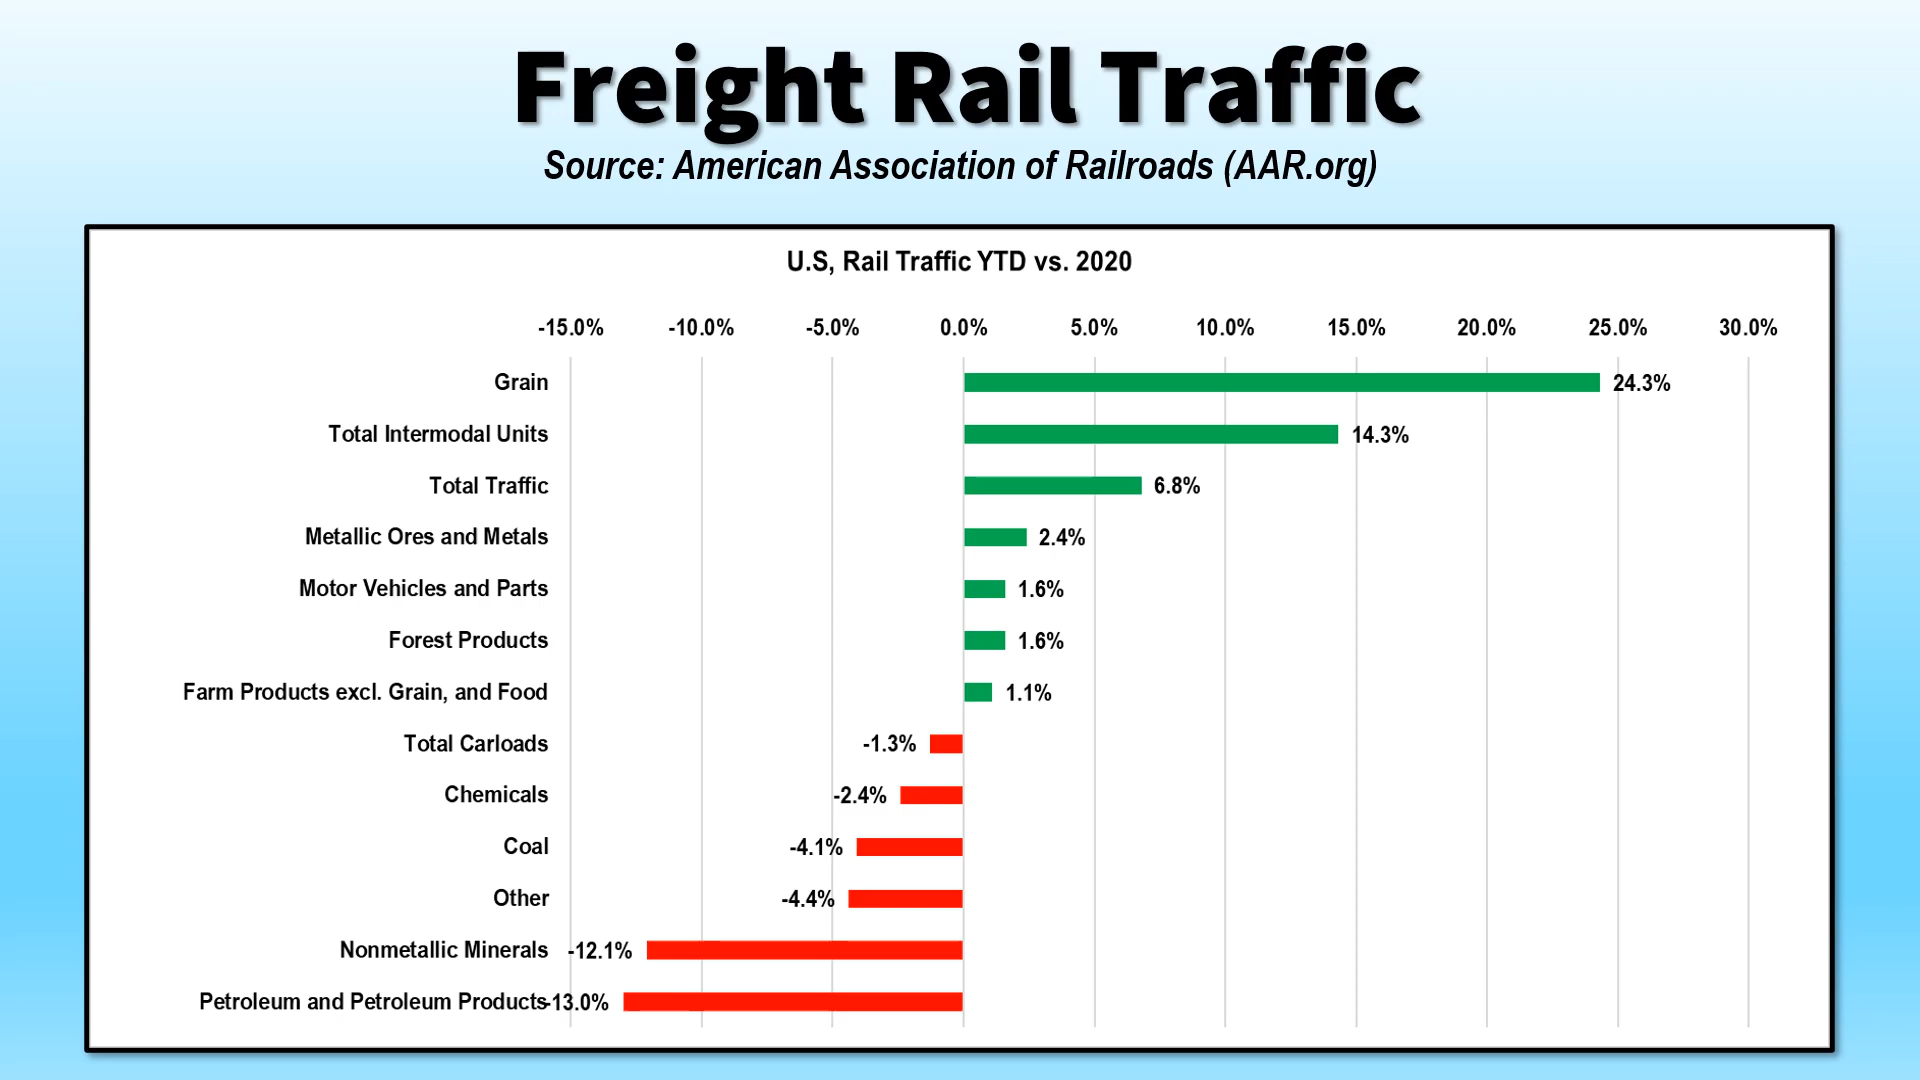 Freight Rail Traffic
Source: American Association of Railroads (AAR.org)
U.S, Rail Traffic YTD vs. 2020
-15.0% -10.0% -5.0% 0.0% 5.0% 10.0% 15.0% 20.0% 25.0% 30.0%
Grain 24.3%
Total Intermodal Units 14.3%
Total Traffic 6.8%
Metallic Ores and Metals 2.4%
Motor Vehicles and Parts 1.6%
Forest Products 1.6%
Farm Products excl. Grain, and Food 1.1%
Total Carloads -1.3%
Chemicals -2.4%
Coal -4.1%
Other -4.4%
Nonmetallic Minerals -12.1%
Petroleum and Petroleum Products -13.0%